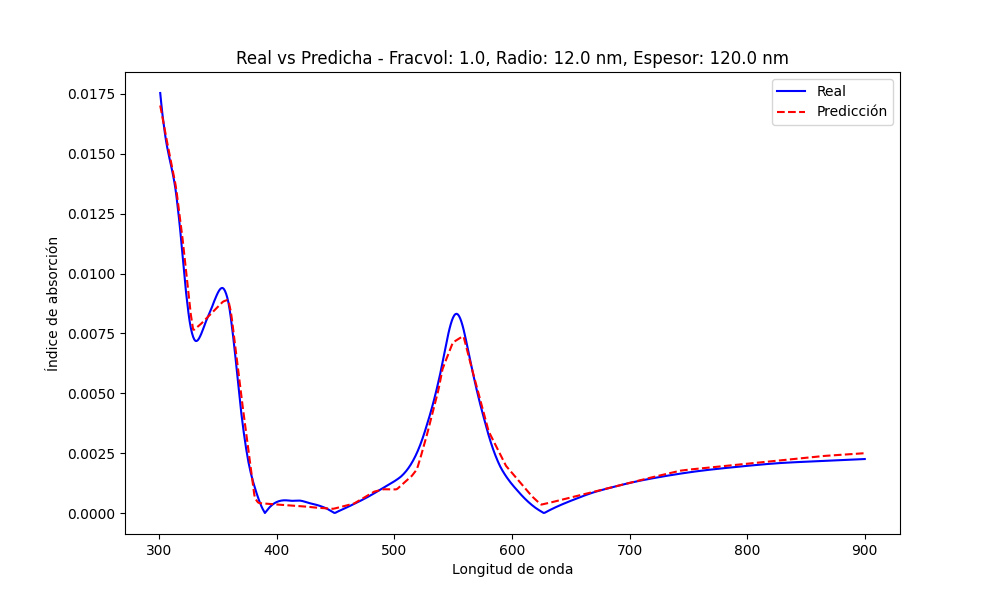 Real vs Predicha - Fracvol: 1.0, Radio: 12.0 nm, Espesor: 120.0 nm
Real
Predicción
Índice de absorción
0.0175
0.0150
0.0125
0.0100
0.0075
0.0050
0.0025
0.0000
300 400 500 600 700 800 900
Longitud de onda